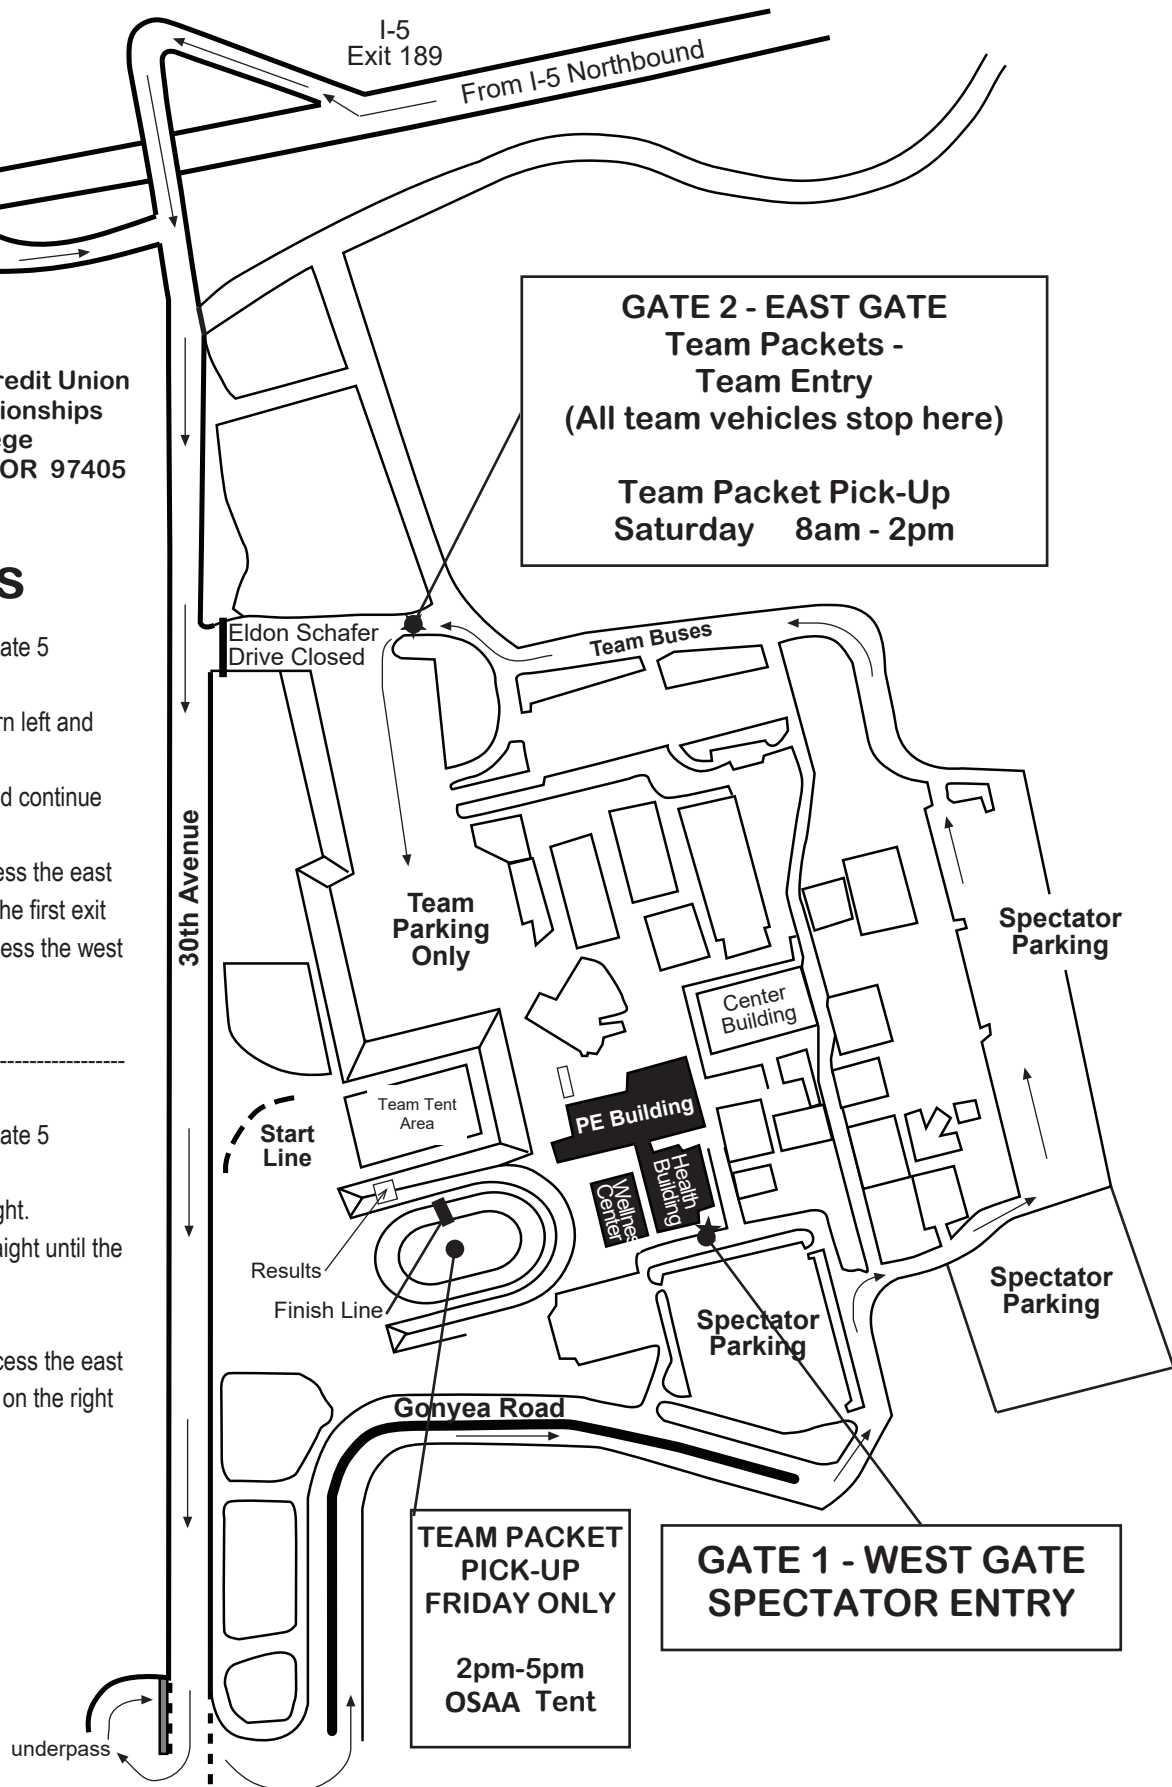 I-5
Exit 189
From I-5 Northbound
GATE 2 - EAST GATE
Team Packets -
Team Entry
(All team vehicles stop here)
Team Packet Pick-Up
Saturday 8am - 2pm
redit Union
ionships
ege
OR 97405
S
ate 5
rn left and
d continue
ess the east
he first exit
ess the west
-------------------
ate 5
ght.
aight until the
cess the east
on the right
Eldon Schafer
Drive Closed
Team Buses
30th Avenue
Team
Parking
Only
Spectator
Parking
Center
Building
PE Building
Health
Building
Wellnes
Center
Team Tent
Area
Start
Line
Results
Finish Line
Spectator
Parking
Spectator
Parking
Gonyea Road
TEAM PACKET
PICK-UP
FRIDAY ONLY
2pm-5pm
OSAA Tent
GATE 1 - WEST GATE
SPECTATOR ENTRY
underpass